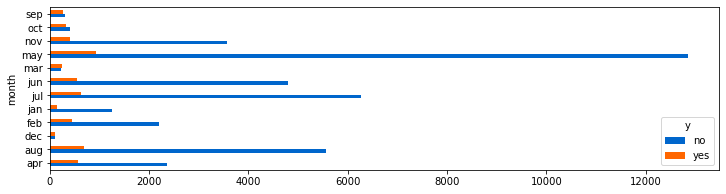 sep
oct
nov
may
mar
jun
jul
jan
feb
dec
aug
apr
month
0 2000 4000 6000 8000 10000 12000
y
no
yes